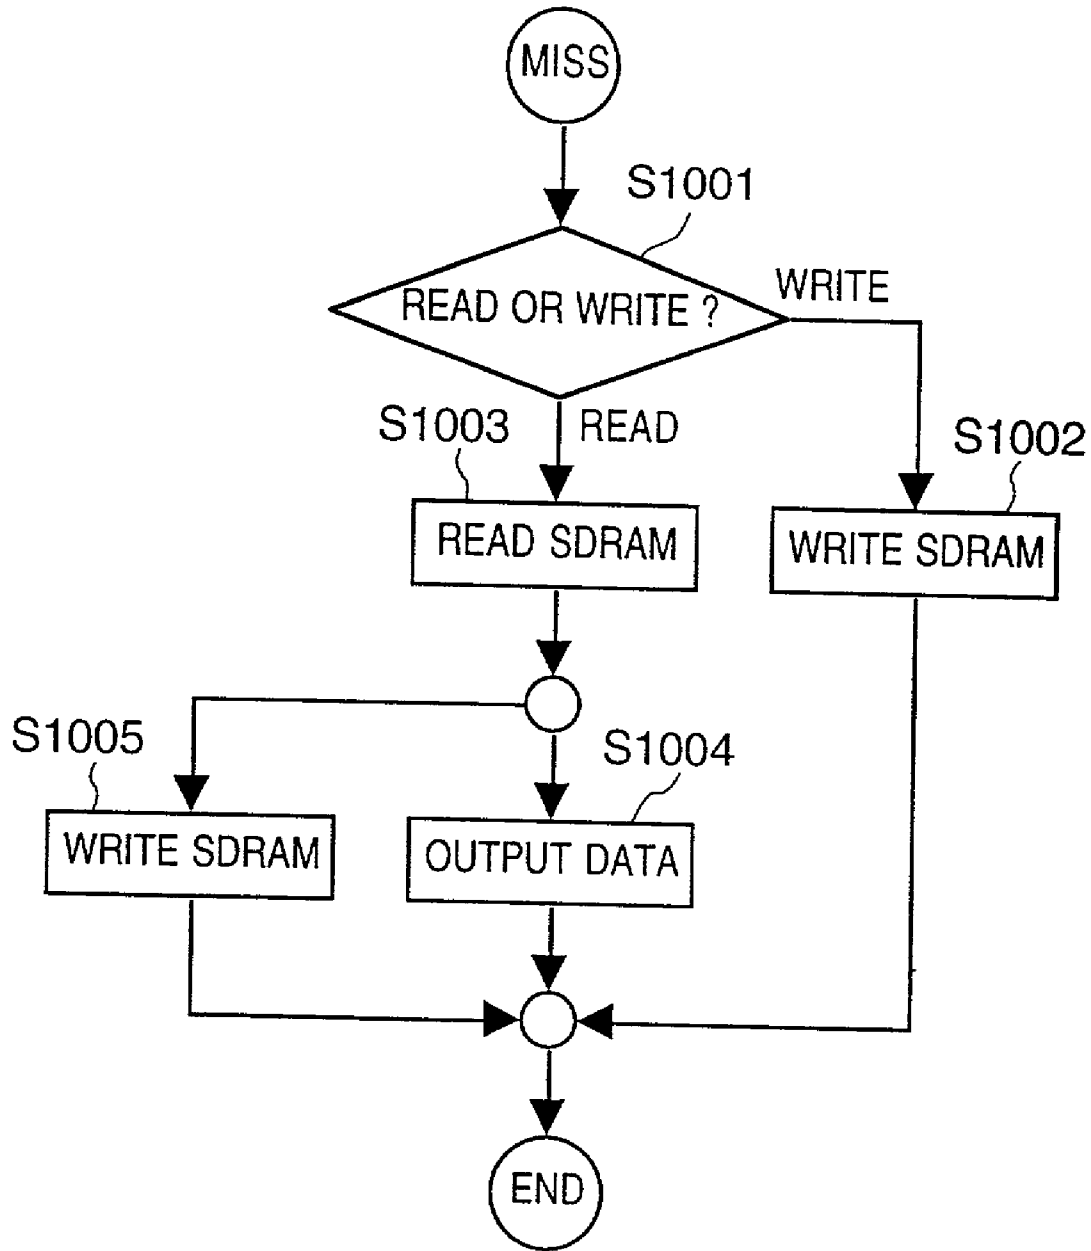 MISS
S1001
READ OR WRITE ?
WRITE
READ
S1003
S1002
READ SDRAM
WRITE SDRAM
S1005
S1004
WRITE SDRAM
OUTPUT DATA
END